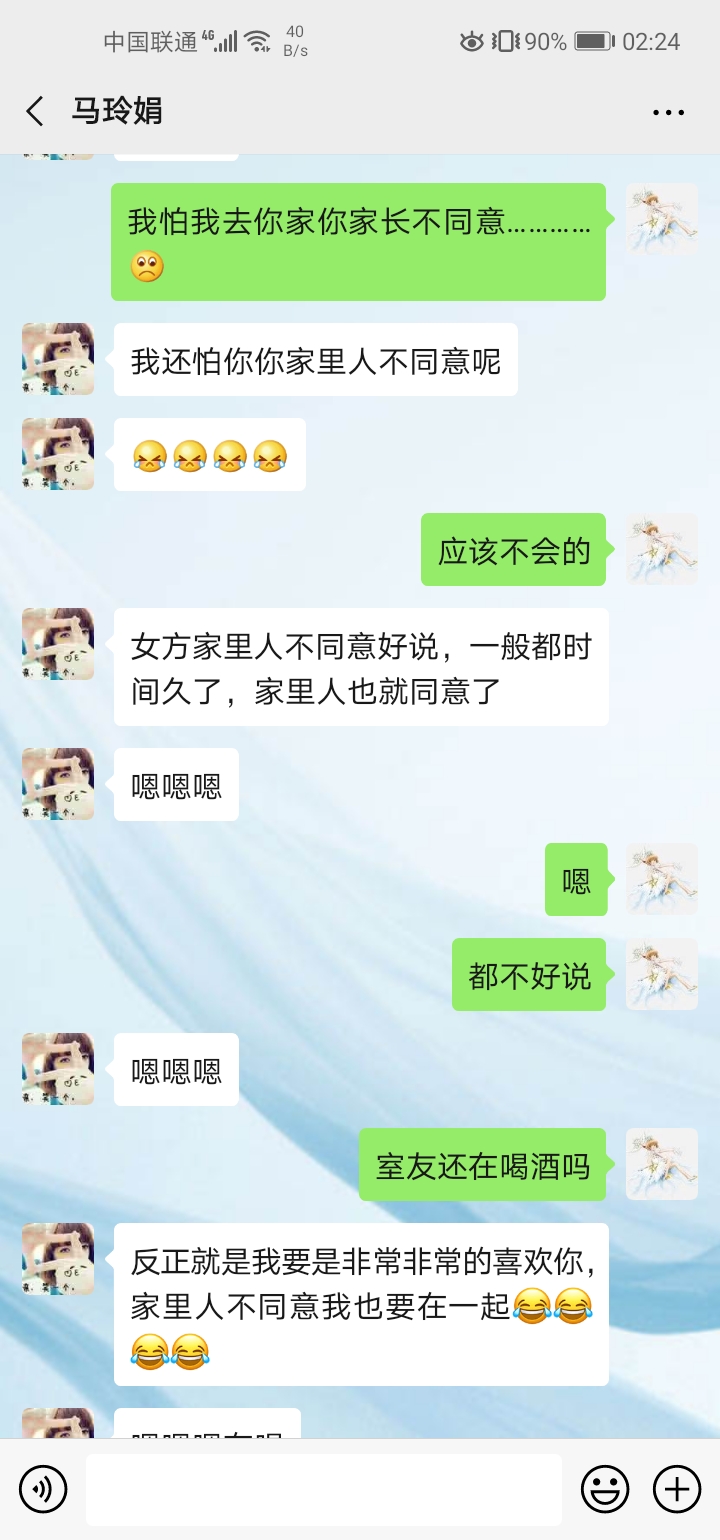 中国联通 4G 40 B/s 90% 02:24
马玲娟
我怕我去你家你家长不同意…………
我还怕你你家里人不同意呢
应该不会的
女方家里人不同意好说，一般都时
间久了，家里人也就同意了
嗯嗯嗯
嗯
都不好说
嗯嗯嗯
室友还在喝酒吗
反正就是我要是非常非常的喜欢你，
家里人不同意我也要在一起